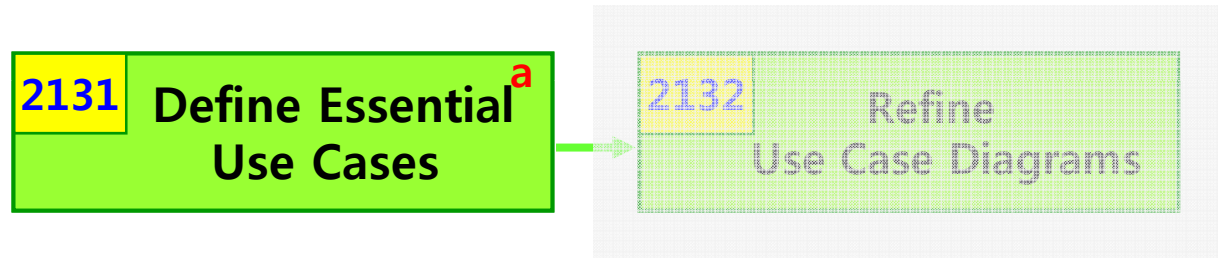 2131
Define Essential a
Use Cases
2132
Refine
Use Case Diagrams